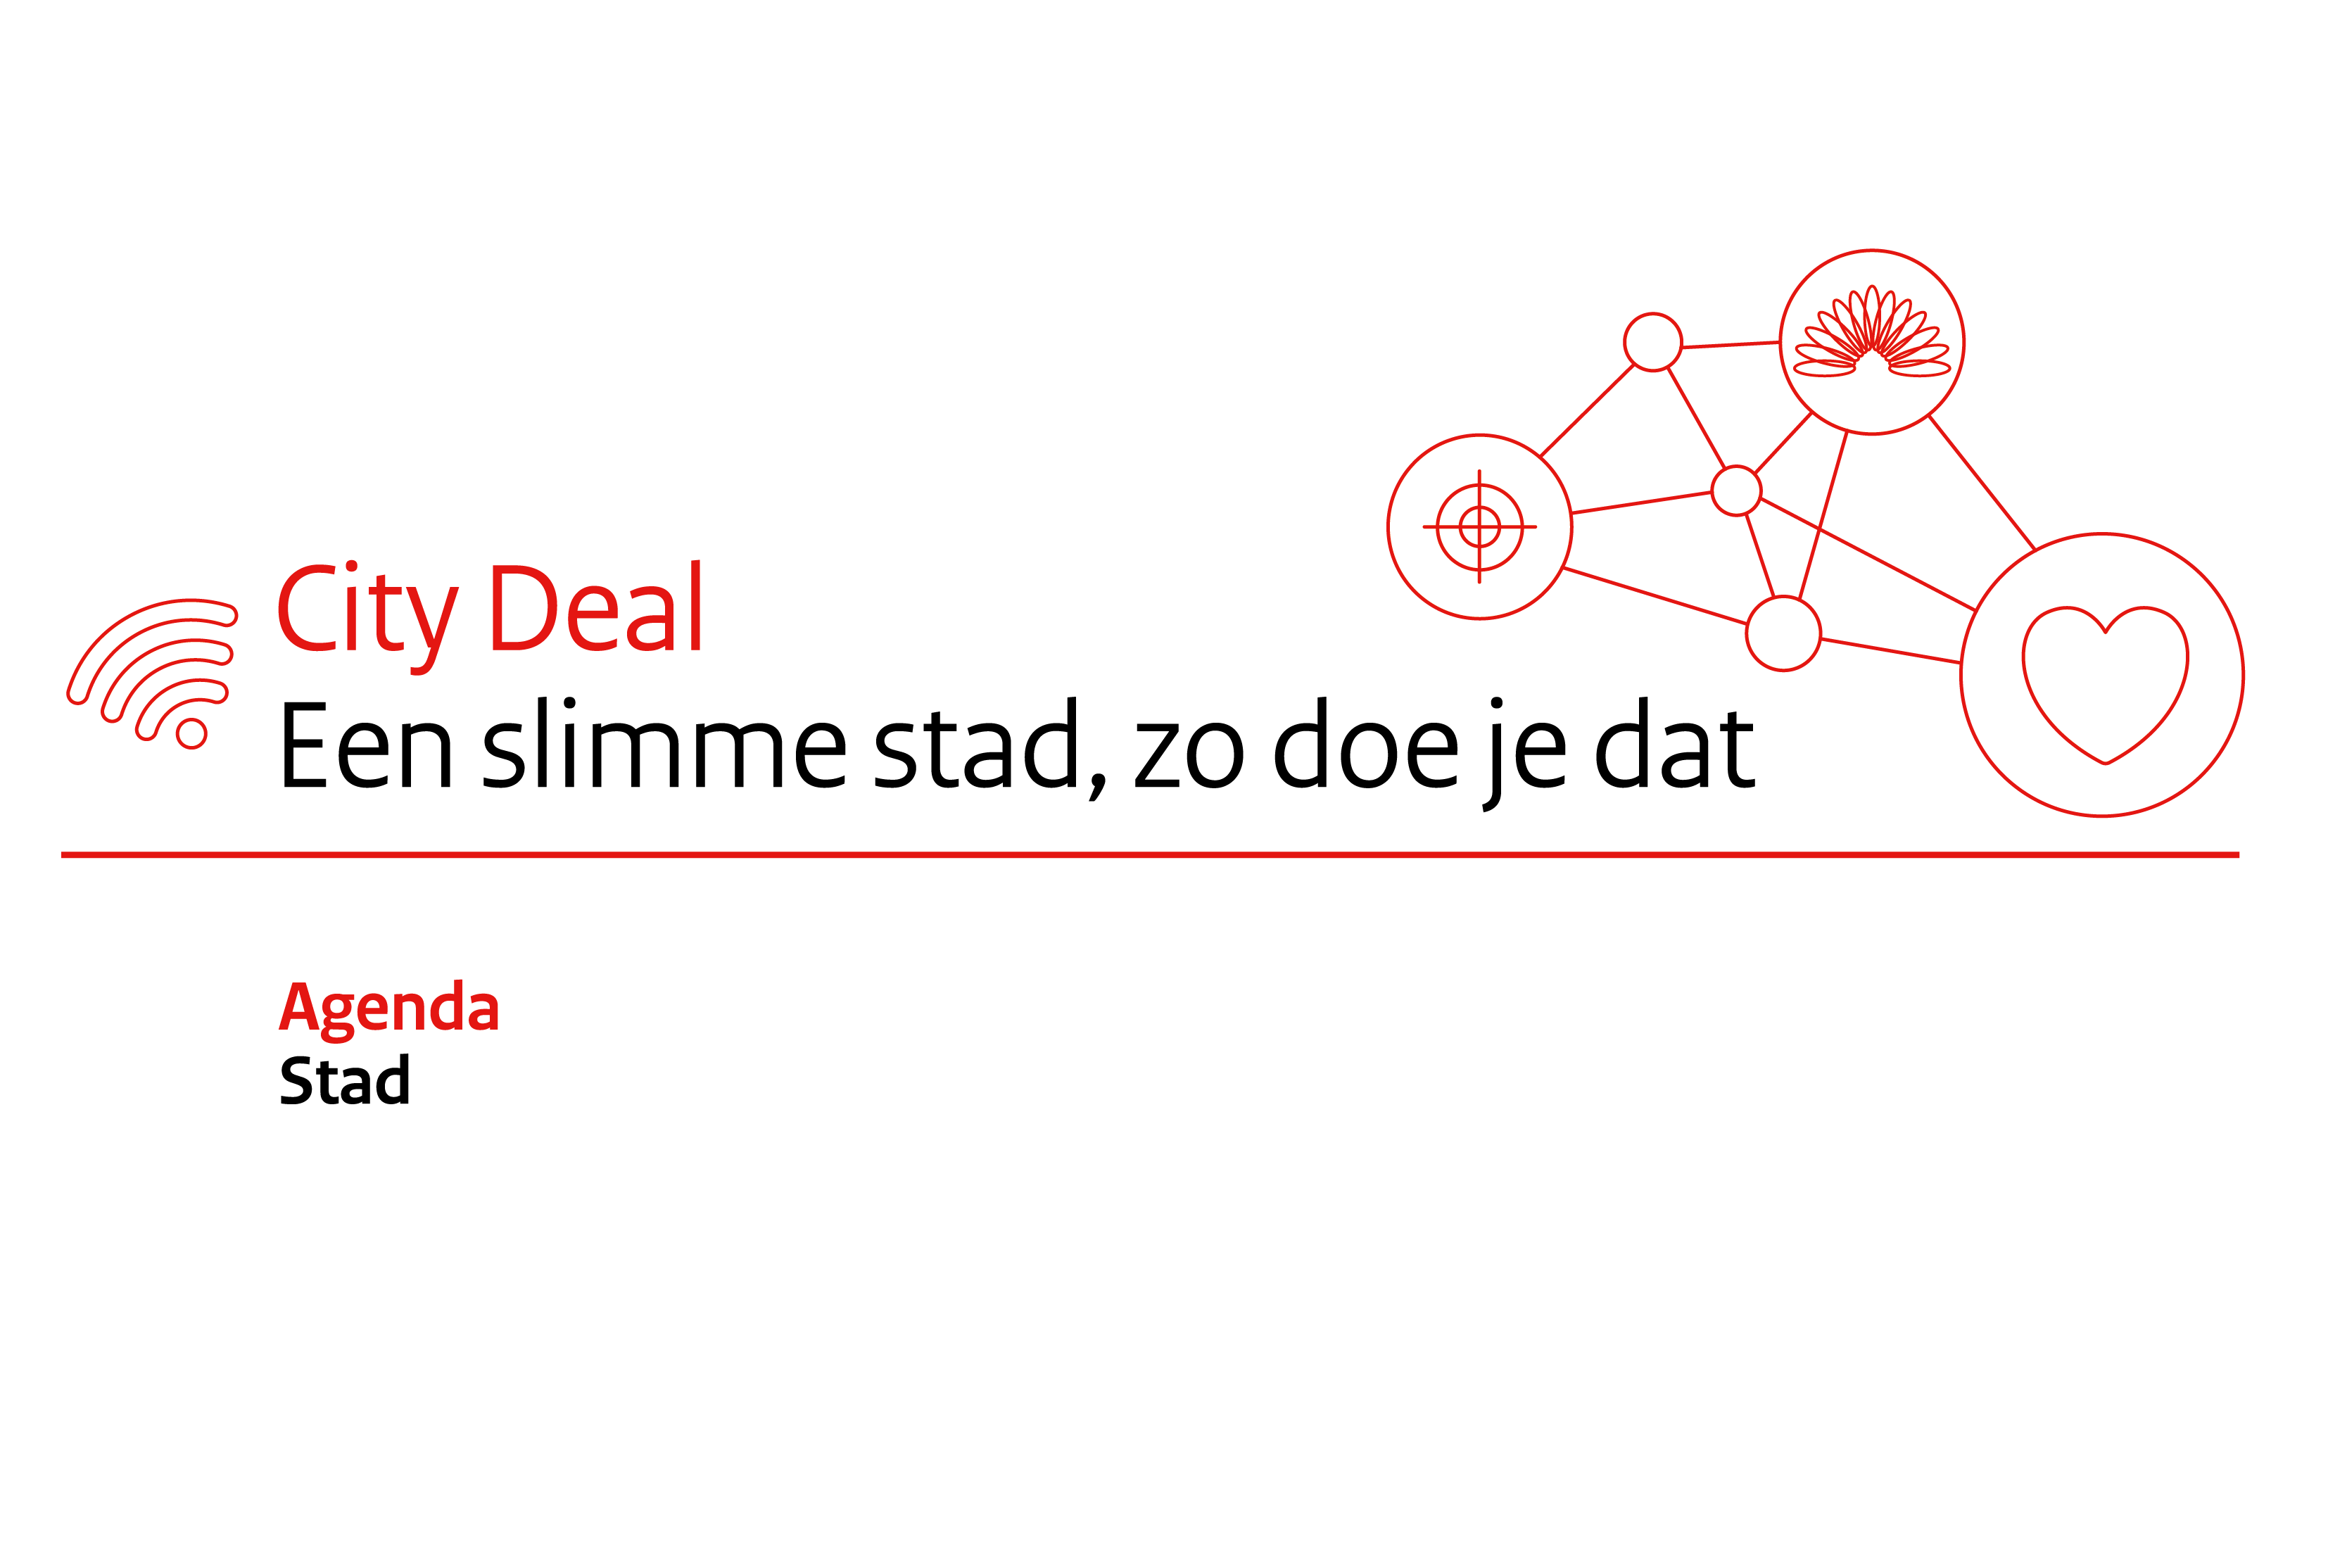 City Deal
Een slimme stad, zo doe je dat
Agenda
Stad